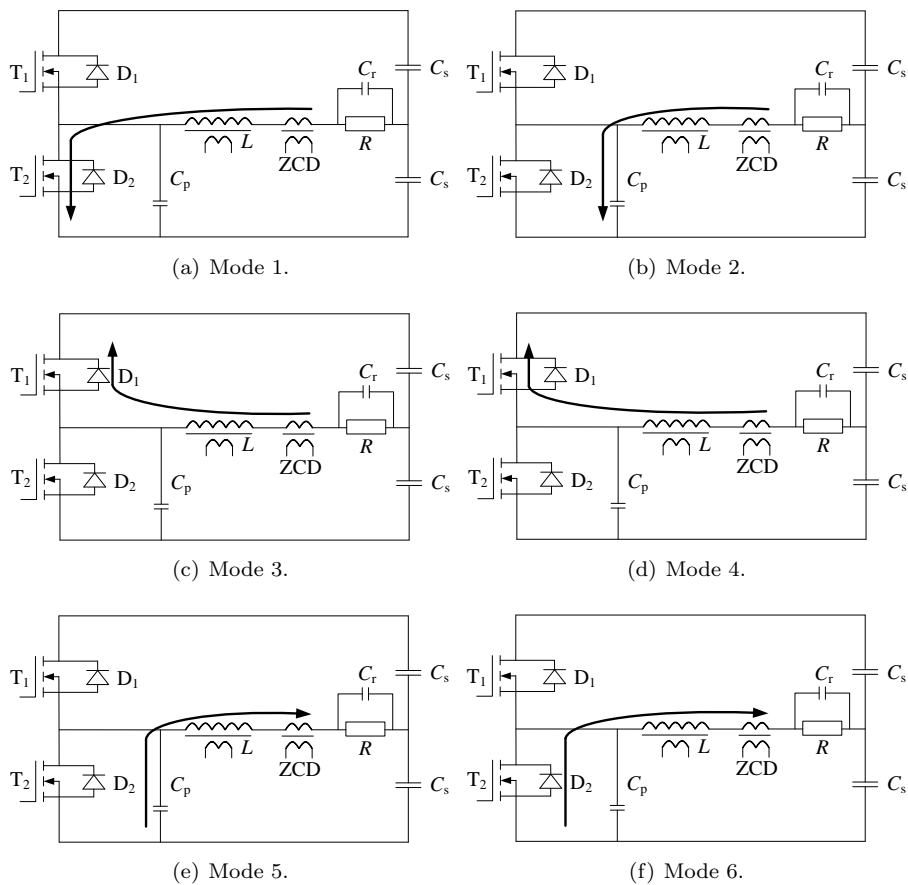 T1 D1 Cr Cs
L ZCD R
T2 D2 Cp Cs
(a) Mode 1.
T1 D1 Cr Cs
L ZCD R
T2 D2 Cp Cs
(b) Mode 2.
T1 D1 Cr Cs
L ZCD R
T2 D2 Cp Cs
(c) Mode 3.
T1 D1 Cr Cs
L ZCD R
T2 D2 Cp Cs
(d) Mode 4.
T1 D1 Cr Cs
L ZCD R
T2 D2 Cp Cs
(e) Mode 5.
T1 D1 Cr Cs
L ZCD R
T2 D2 Cp Cs
(f) Mode 6.